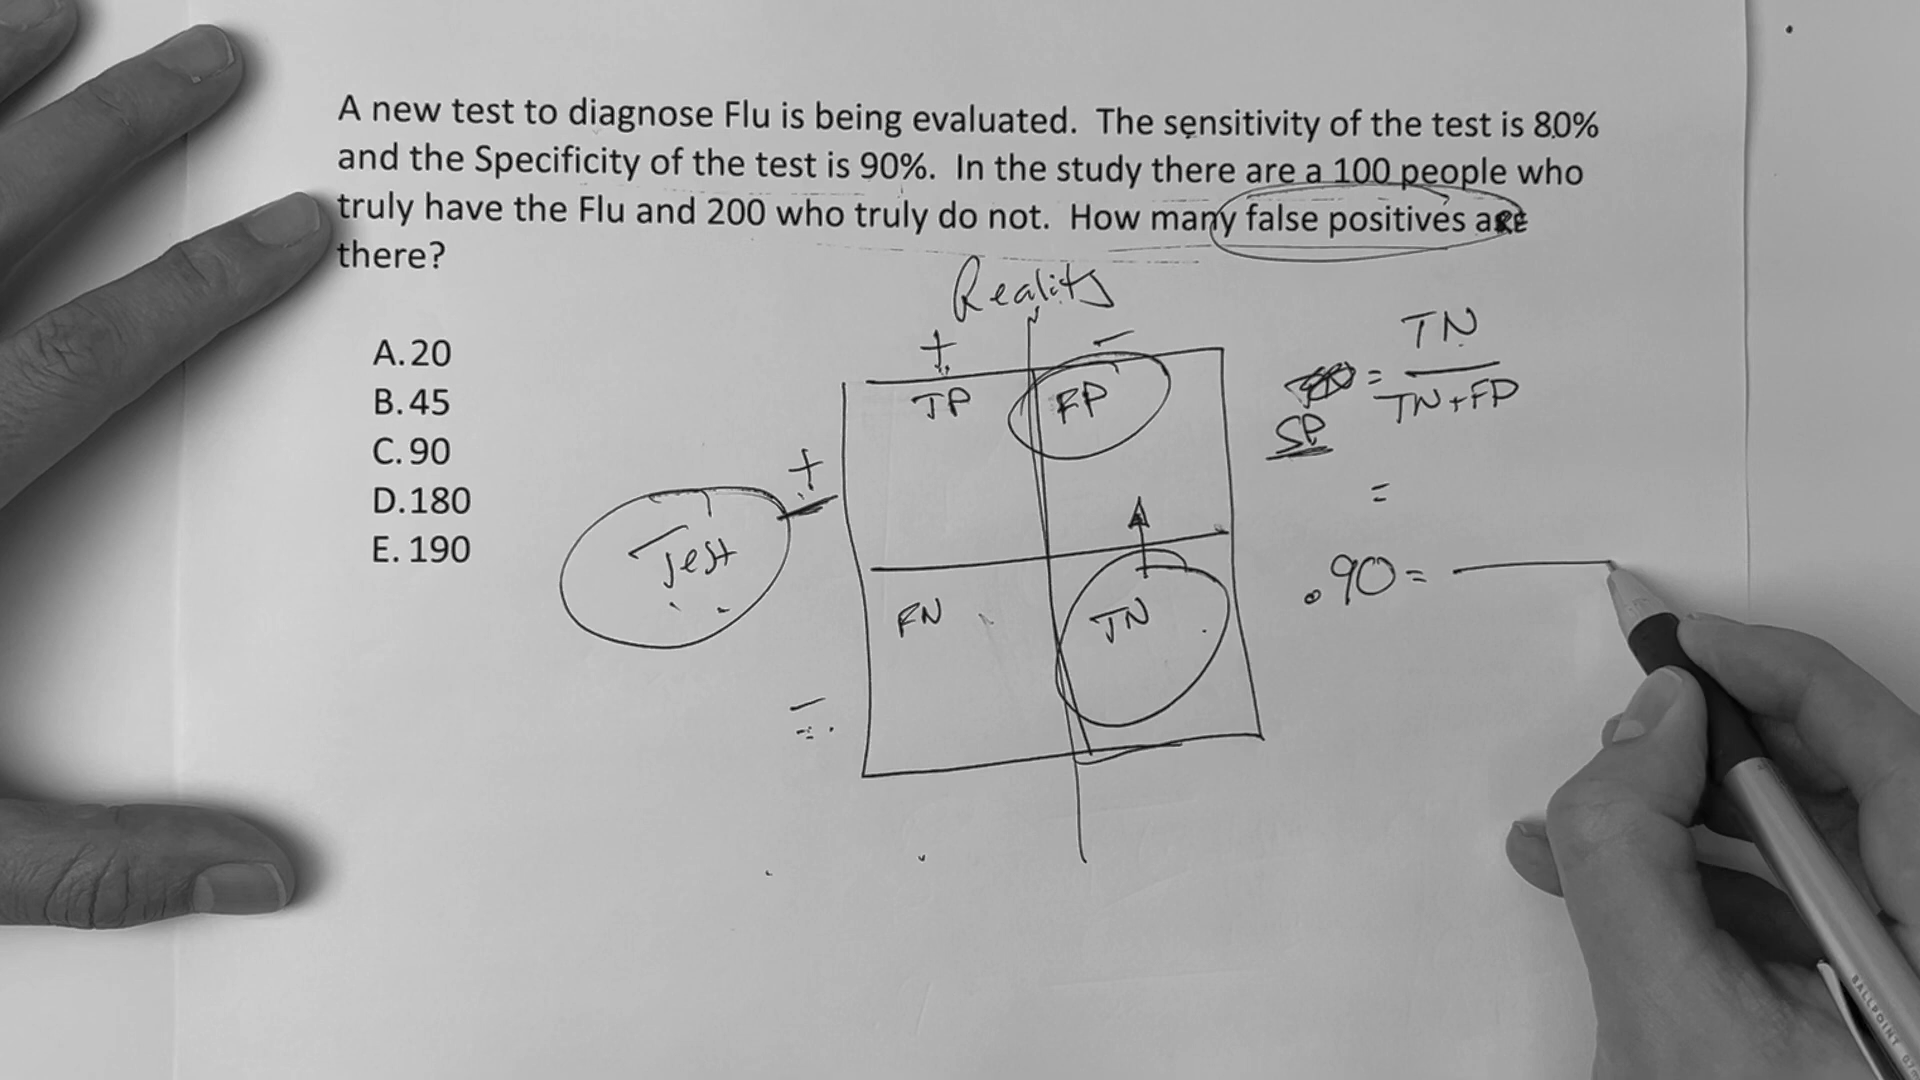 A new test to diagnose Flu is being evaluated. The sensitivity of the test is 80%
and the Specificity of the test is 90%. In the study there are a 100 people who
truly have the Flu and 200 who truly do not. How many false positives are
there?
A. 20
B. 45
C. 90
D. 180
E. 190
Reality
+ -
TP FP
+
Test
FN TN
-
TN
=
TN+FP
SP
=
.90=
BALLPOINT 0.7